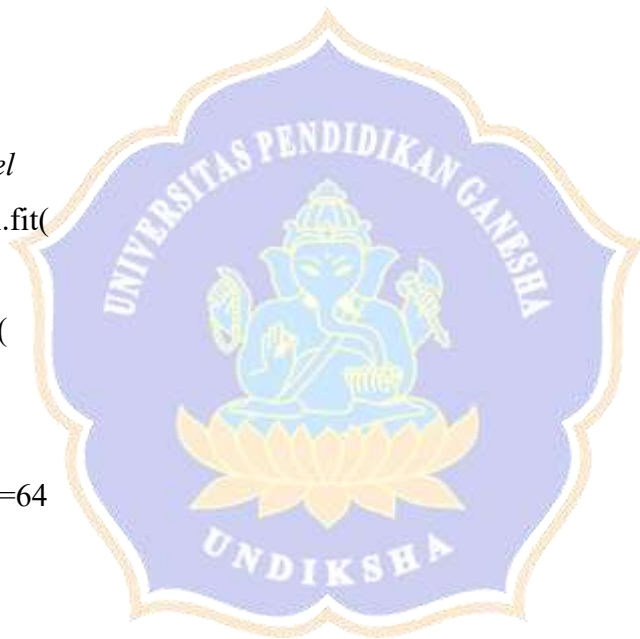 el
.fit(
(
=64
UNIVERSITAS PENDIDIKAN GANESHA
UNDIKSHA